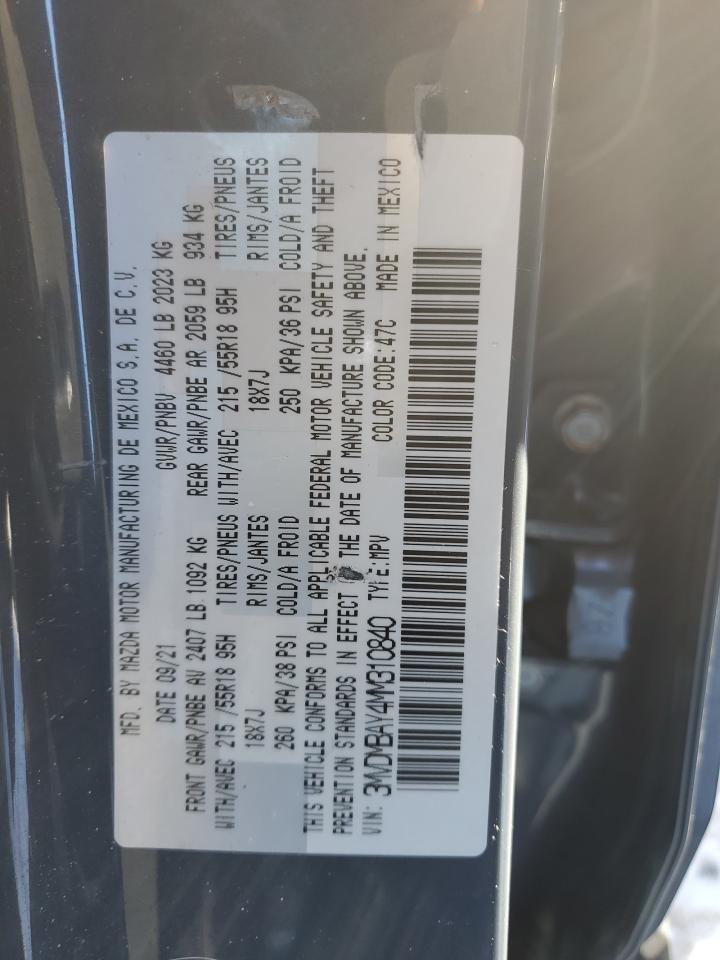 MFD. BY MAZDA MOTOR MANUFACTURING DE MEXICO S.A. DE C.V.
DATE 09/21 GVWR/PNBV 4460 LB 2023 KG
FRONT GAWR/PNBE AV 2407 LB 1092 KG REAR GAWR/PNBE AR 2059 LB 934 KG
WITH/AVEC 215 /55R18 95H TIRES/PNEUS WITH/AVEC 215 /55R18 95H TIRES/PNEUS
18X7J RIMS/JANTES 18X7J RIMS/JANTES
260 KPA/38 PSI COLD/A FROID 250 KPA/36 PSI COLD/A FROID
THIS VEHICLE CONFORMS TO ALL APPLICABLE FEDERAL MOTOR VEHICLE SAFETY AND THEFT
PREVENTION STANDARDS IN EFFECT THE DATE OF MANUFACTURE SHOWN ABOVE.
VIN: 3MVDMBAY4MM310840 TYPE:MPV COLOR CODE:47C MADE IN MEXICO